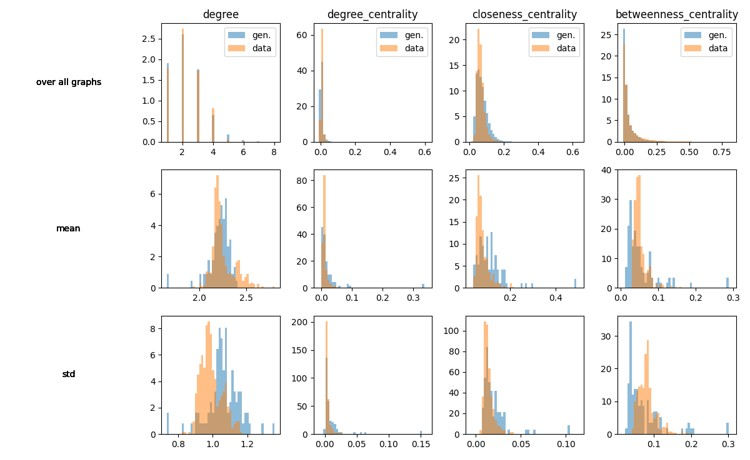 degree degree_centrality closeness_centrality betweenness_centrality
over all graphs
gen.
data
gen.
data
gen.
data
gen.
data
2.5
2.0
1.5
1.0
0.5
0.0
2 4 6 8
60
40
20
0
0.0 0.2 0.4 0.6
20
15
10
5
0
0.0 0.2 0.4 0.6
25
20
15
10
5
0
0.00 0.25 0.50 0.75
mean
6
4
2
0
2.0 2.5
80
60
40
20
0
0.0 0.1 0.2 0.3
25
20
15
10
5
0
0.2 0.4
40
30
20
10
0
0.0 0.1 0.2 0.3
std
8
6
4
2
0
0.8 1.0 1.2
200
150
100
50
0
0.00 0.05 0.10 0.15
100
80
60
40
20
0
0.00 0.05 0.10
30
20
10
0
0.1 0.2 0.3